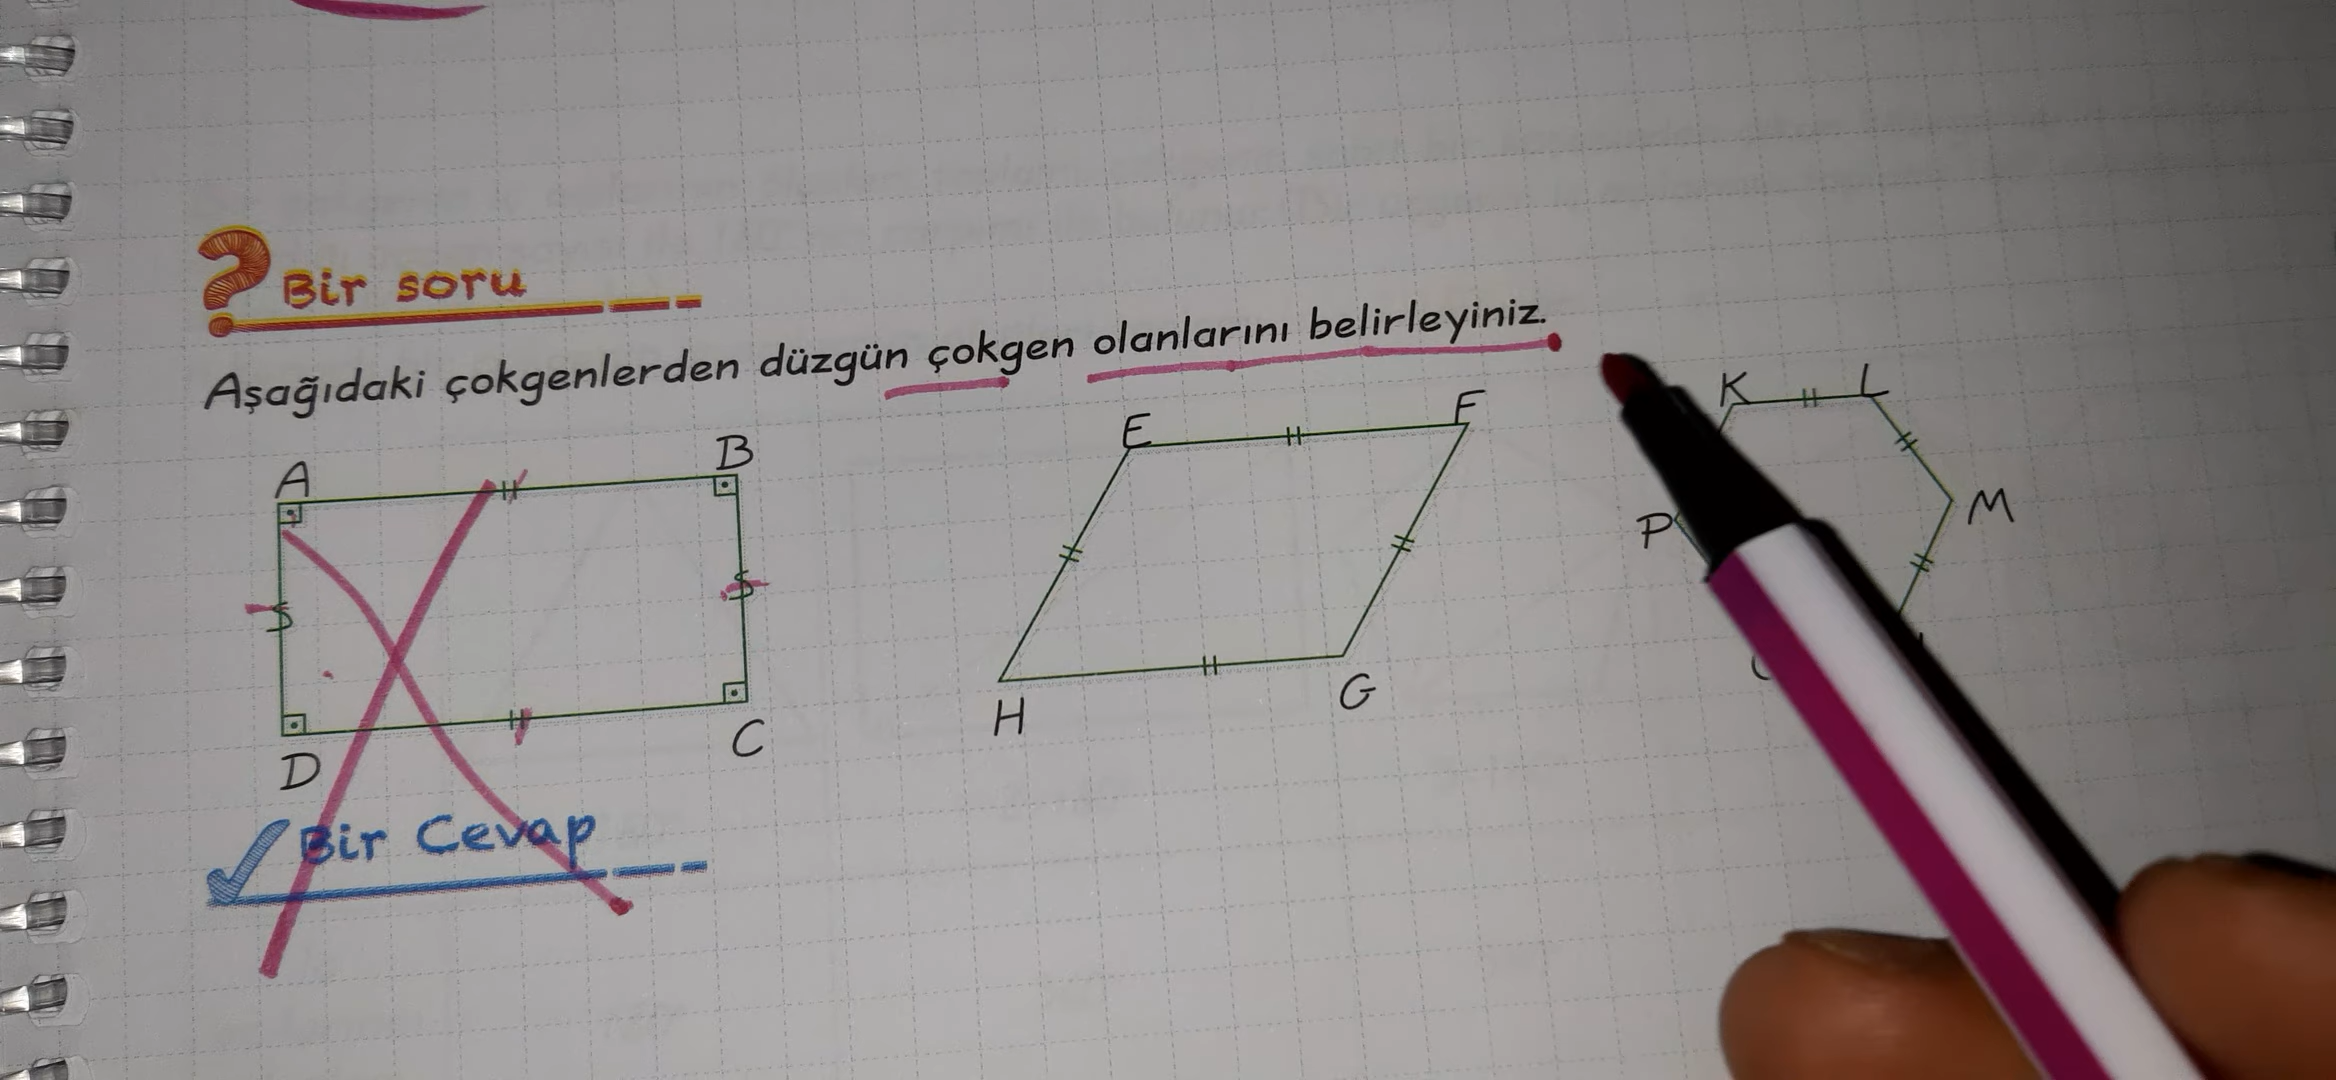 Bir soru
Aşağıdaki çokgenlerden düzgün çokgen olanlarını belirleyiniz.
A B
D C
E F
H G
K L
P M
Bir Cevap